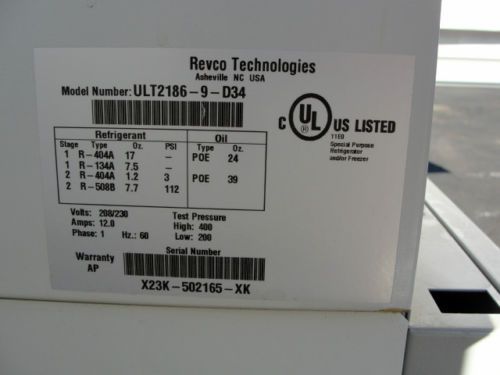 Revco Technologies
Asheville NC USA
Model Number: ULT2186-9-D34
Refrigerant Oil
Stage Type Oz. PSI Type Oz.
1 R-404A 17 - POE 24
1 R-134A 7.5 -
2 R-404A 1.2 3 POE 39
2 R-508B 7.7 112
C UL ® US LISTED
11E0
Special Purpose
Refrigerator
and/or Freezer
Volts: 208/230 Test Pressure
Amps: 12.0 High: 400
Phase: 1 Hz.: 60 Low: 200
Serial Number
Warranty
AP
X23K-502165-XK